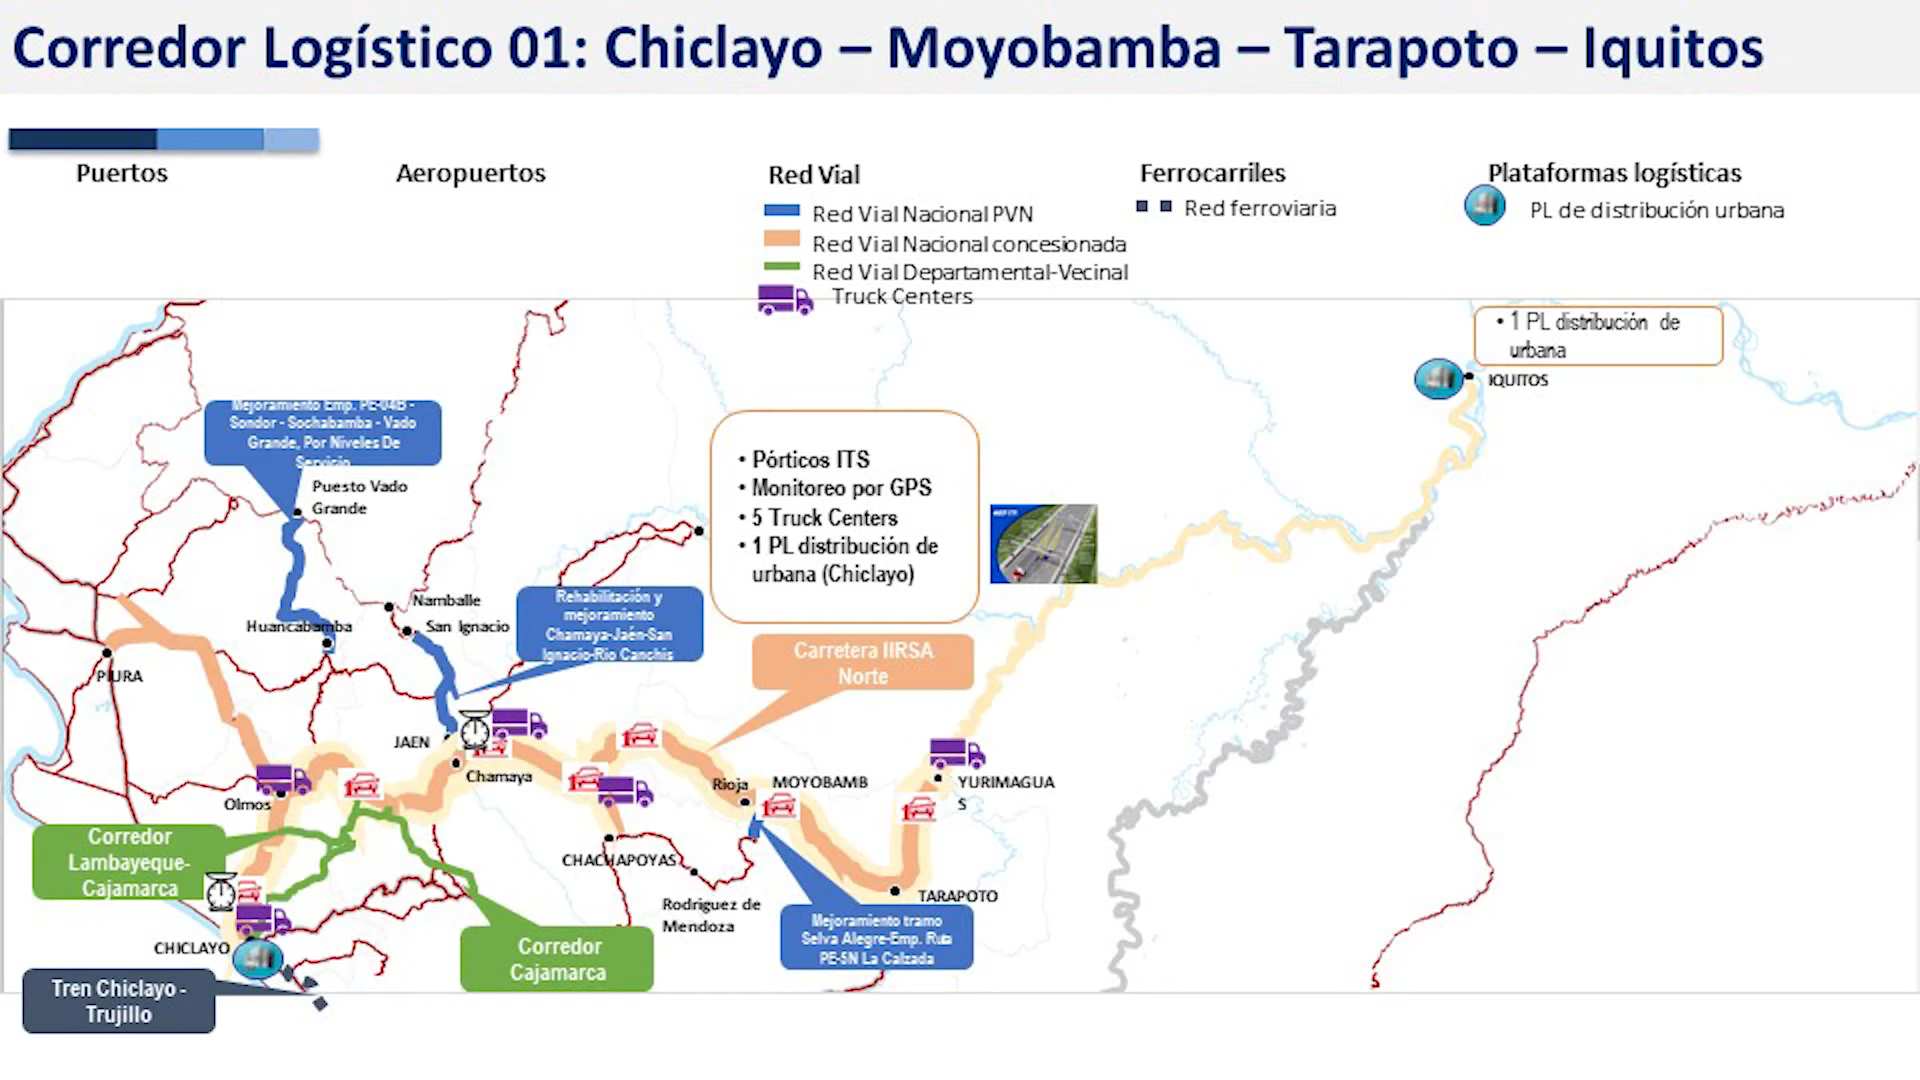 Corredor Logístico 01: Chiclayo – Moyobamba – Tarapoto – Iquitos
Puertos
Aeropuertos
Red Vial
Red Vial Nacional PVN
Red Vial Nacional concesionada
Red Vial Departamental-Vecinal
Truck Centers
Ferrocarriles
Red ferroviaria
Plataformas logísticas
PL de distribución urbana
• 1 PL distribución de
urbana
IQUITOS
Mejoramiento Emp. PE-04B -
Sondor - Sochabamba - Vado
Grande, Por Niveles De
Servicio
Puesto Vado
Grande
• Pórticos ITS
• Monitoreo por GPS
• 5 Truck Centers
• 1 PL distribución de
urbana (Chiclayo)
Namballe
San Ignacio
Huancabamba
PIURA
Rehabilitación y
mejoramiento
Chamaya-Jaén-San
Ignacio-Rio Canchis
Carretera IIRSA
Norte
JAEN
Chamaya
Olmos
Rioja
MOYOBAMB
YURIMAGUA
S
Corredor
Lambayeque-
Cajamarca
CHACHAPOYAS
Rodriguez de
Mendoza
TARAPOTO
Mejoramiento tramo
Selva Alegre-Emp. Ruta
PE-5N La Calzada
CHICLAYO
Corredor
Cajamarca
Tren Chiclayo -
Trujillo